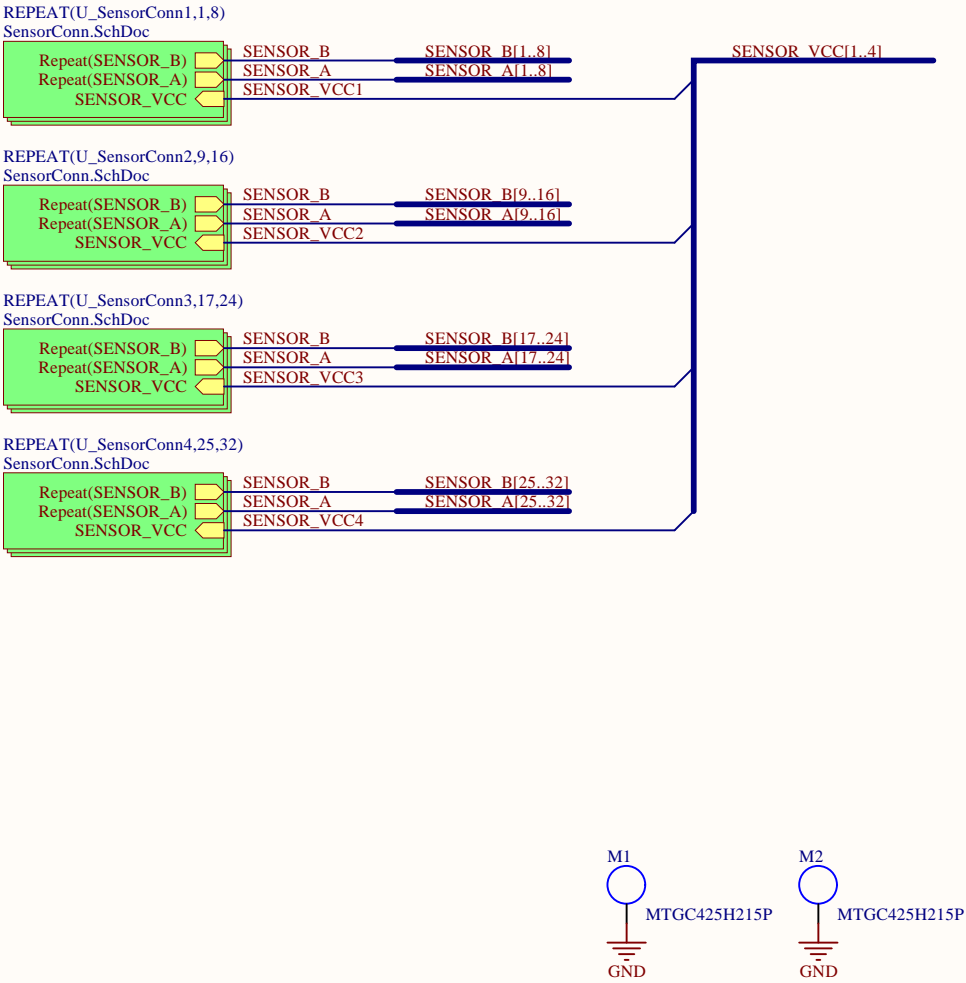 REPEAT(U_SensorConn1,1,8)
SensorConn.SchDoc
Repeat(SENSOR_B)
SENSOR_B
SENSOR_B[1..8]
SENSOR_VCC[1..4]
Repeat(SENSOR_A)
SENSOR_A
SENSOR_A[1..8]
SENSOR_VCC
SENSOR_VCC1
REPEAT(U_SensorConn2,9,16)
SensorConn.SchDoc
Repeat(SENSOR_B)
SENSOR_B
SENSOR_B[9..16]
Repeat(SENSOR_A)
SENSOR_A
SENSOR_A[9..16]
SENSOR_VCC
SENSOR_VCC2
REPEAT(U_SensorConn3,17,24)
SensorConn.SchDoc
Repeat(SENSOR_B)
SENSOR_B
SENSOR_B[17..24]
Repeat(SENSOR_A)
SENSOR_A
SENSOR_A[17..24]
SENSOR_VCC
SENSOR_VCC3
REPEAT(U_SensorConn4,25,32)
SensorConn.SchDoc
Repeat(SENSOR_B)
SENSOR_B
SENSOR_B[25..32]
Repeat(SENSOR_A)
SENSOR_A
SENSOR_A[25..32]
SENSOR_VCC
SENSOR_VCC4
M1
MTGC425H215P
GND
M2
MTGC425H215P
GND